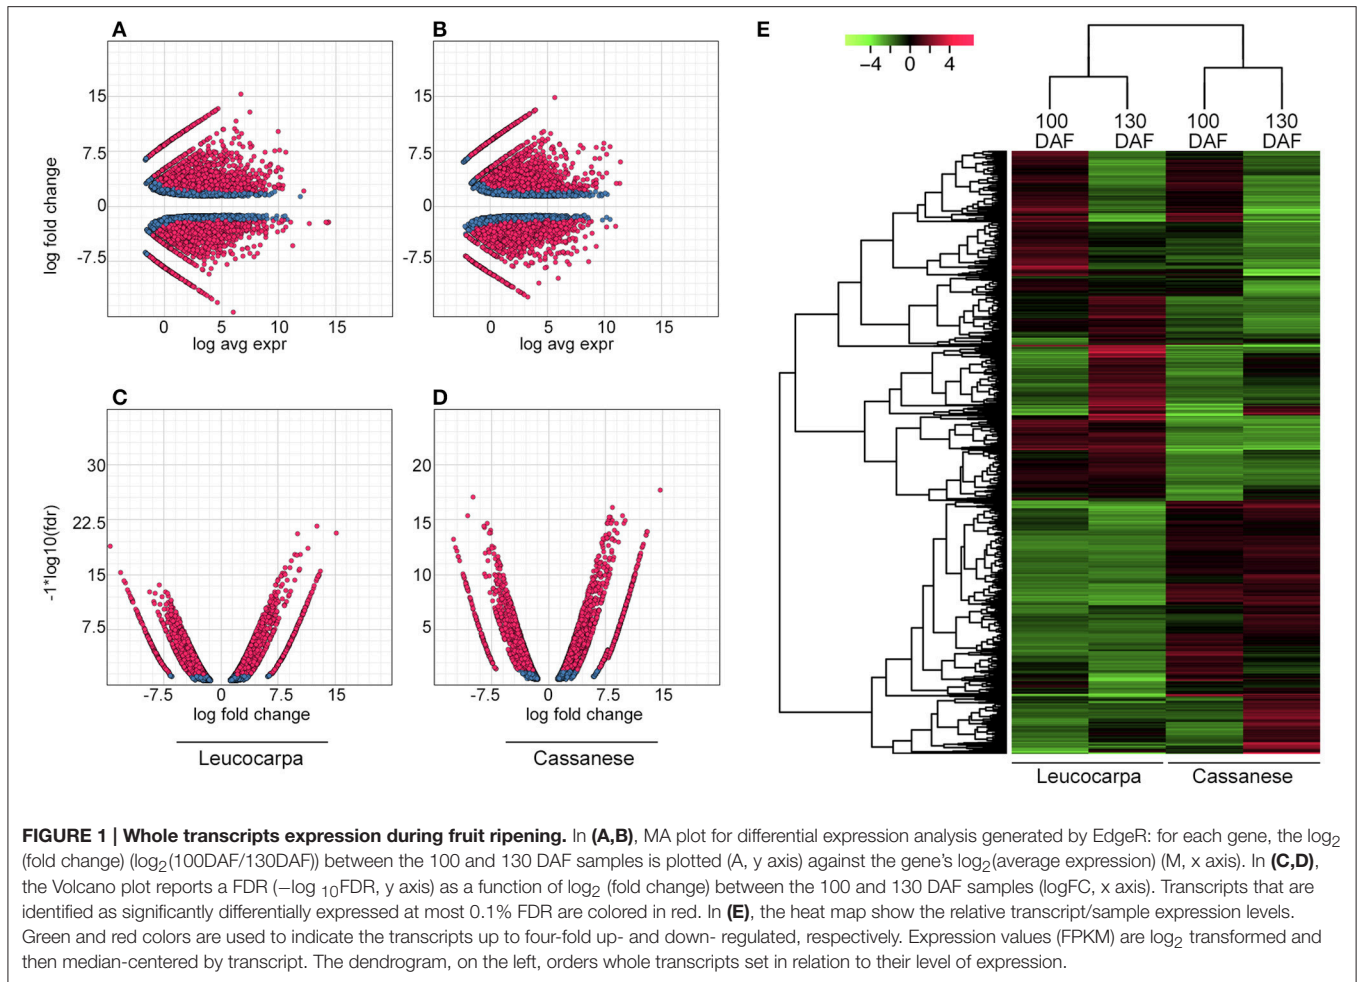 A
B
15
7.5
0
-7.5
log fold change
0
5
10
15
log avg expr
15
7.5
0
-7.5
0
5
10
15
log avg expr
C
D
30
22.5
15
7.5
-1*log10(fdr)
-7.5
0
7.5
15
log fold change
Leucocarpa
20
15
10
5
-7.5
0
7.5
15
log fold change
Cassanese
E
−4 0 4
100 130 100 130
DAF DAF DAF DAF
Leucocarpa Cassanese
FIGURE 1 | Whole transcripts expression during fruit ripening. In (A,B), MA plot for differential expression analysis generated by EdgeR: for each gene, the log2
(fold change) (log2(100DAF/130DAF)) between the 100 and 130 DAF samples is plotted (A, y axis) against the gene's log2(average expression) (M, x axis). In (C,D),
the Volcano plot reports a FDR (−log 10FDR, y axis) as a function of log2 (fold change) between the 100 and 130 DAF samples (logFC, x axis). Transcripts that are
identified as significantly differentially expressed at most 0.1% FDR are colored in red. In (E), the heat map show the relative transcript/sample expression levels.
Green and red colors are used to indicate the transcripts up to four-fold up- and down- regulated, respectively. Expression values (FPKM) are log2 transformed and
then median-centered by transcript. The dendrogram, on the left, orders whole transcripts set in relation to their level of expression.